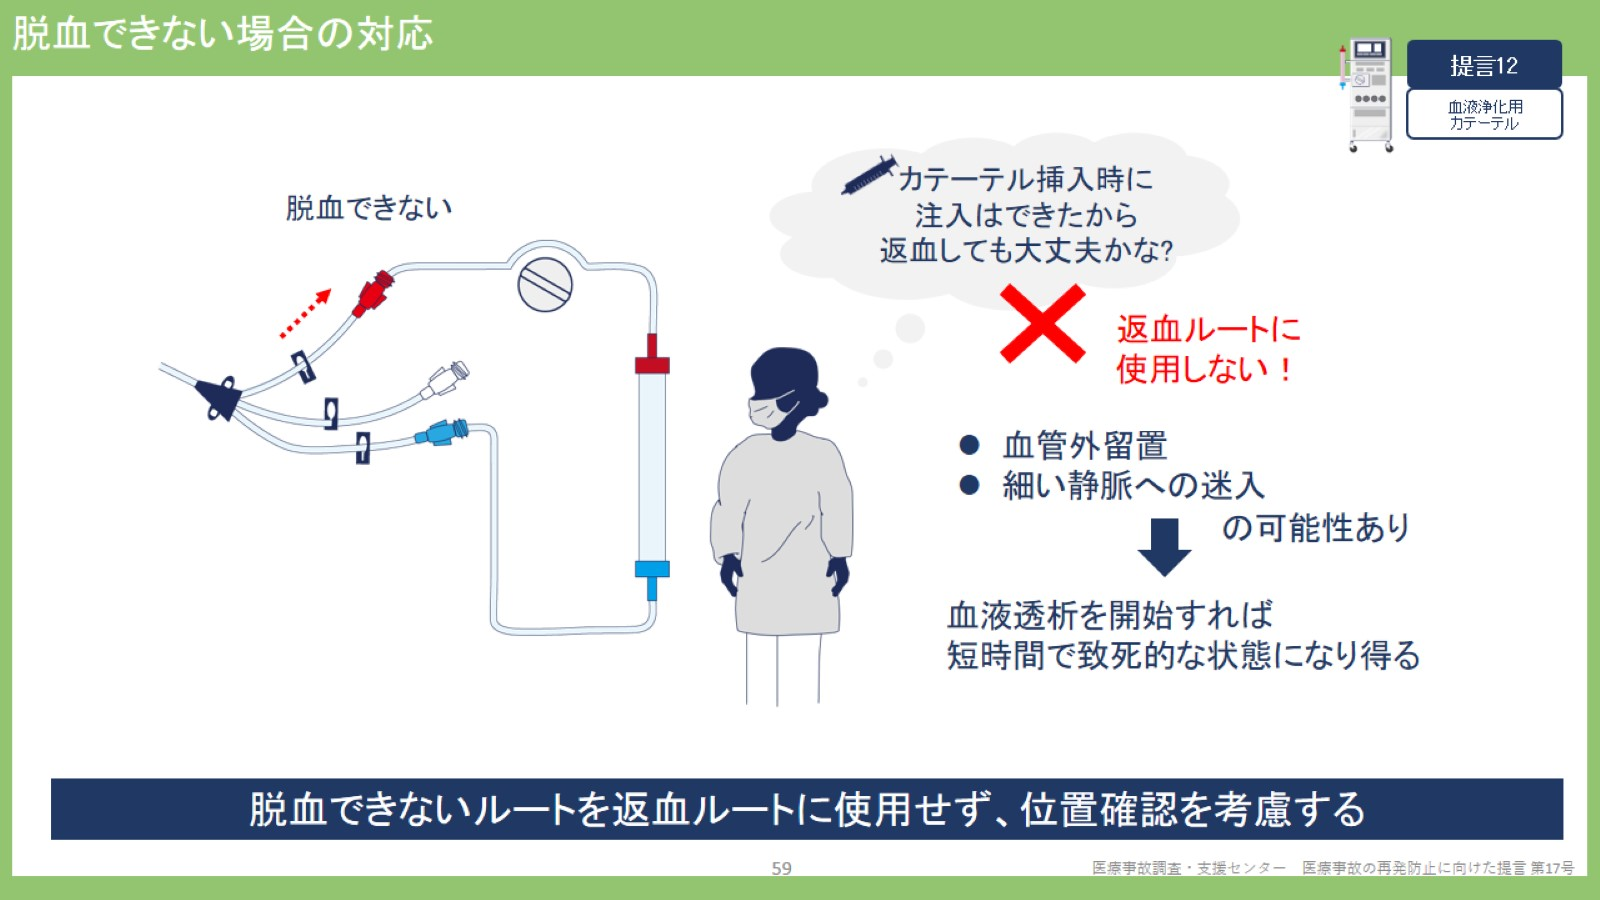 脱血できない場合の対応
提言12
血液浄化用
カテーテル
脱血できない
カテーテル挿入時に
注入はできたから
返血しても大丈夫かな?
返血ルートに
使用しない！
● 血管外留置
● 細い静脈への迷入
の可能性あり
血液透析を開始すれば
短時間で致死的な状態になり得る
脱血できないルートを返血ルートに使用せず、位置確認を考慮する
59
医療事故調査・支援センター 医療事故の再発防止に向けた提言 第17号